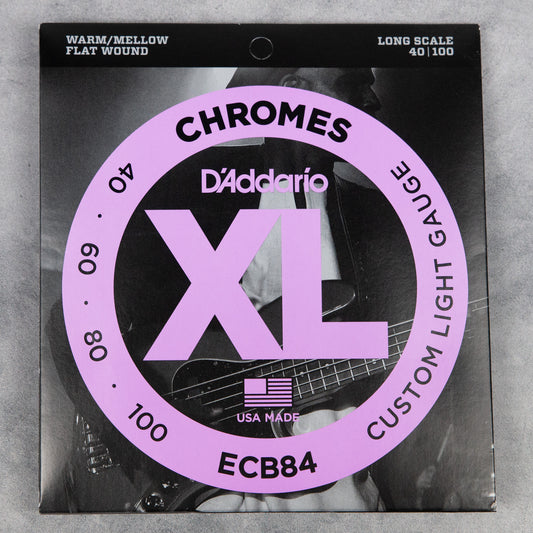 WARM/MELLOW
FLAT WOUND
LONG SCALE
40|100
CHROMES
D'Addario
XL
USA MADE
40 · 60 · 80 · 100
CUSTOM LIGHT GAUGE
ECB84